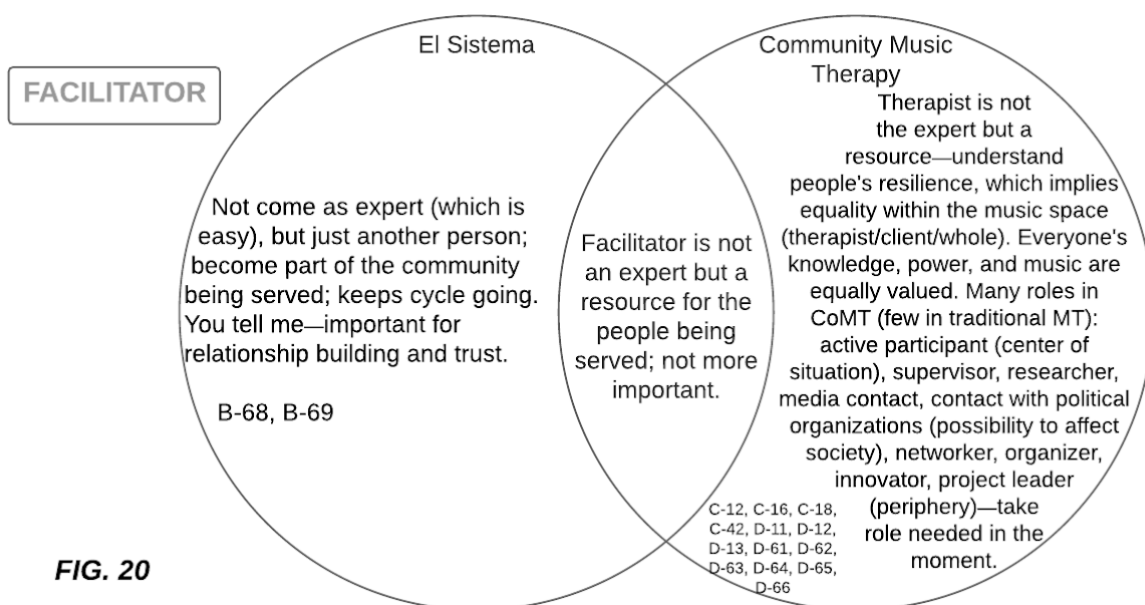 FACILITATOR
El Sistema
Not come as expert (which is
easy), but just another person;
become part of the community
being served; keeps cycle going.
You tell me—important for
relationship building and trust.
B-68, B-69
Facilitator is not
an expert but a
resource for the
people being
served; not more
important.
Community Music
Therapy
Therapist is not
the expert but a
resource—understand
people's resilience, which implies
equality within the music space
(therapist/client/whole). Everyone's
knowledge, power, and music are
equally valued. Many roles in
CoMT (few in traditional MT):
active participant (center of
situation), supervisor, researcher,
media contact, contact with political
organizations (possibility to affect
society), networker, organizer,
innovator, project leader
(periphery)—take
role needed in the
moment.
C-12, C-16, C-18,
C-42, D-11, D-12,
D-13, D-61, D-62,
D-63, D-64, D-65,
D-66
FIG. 20